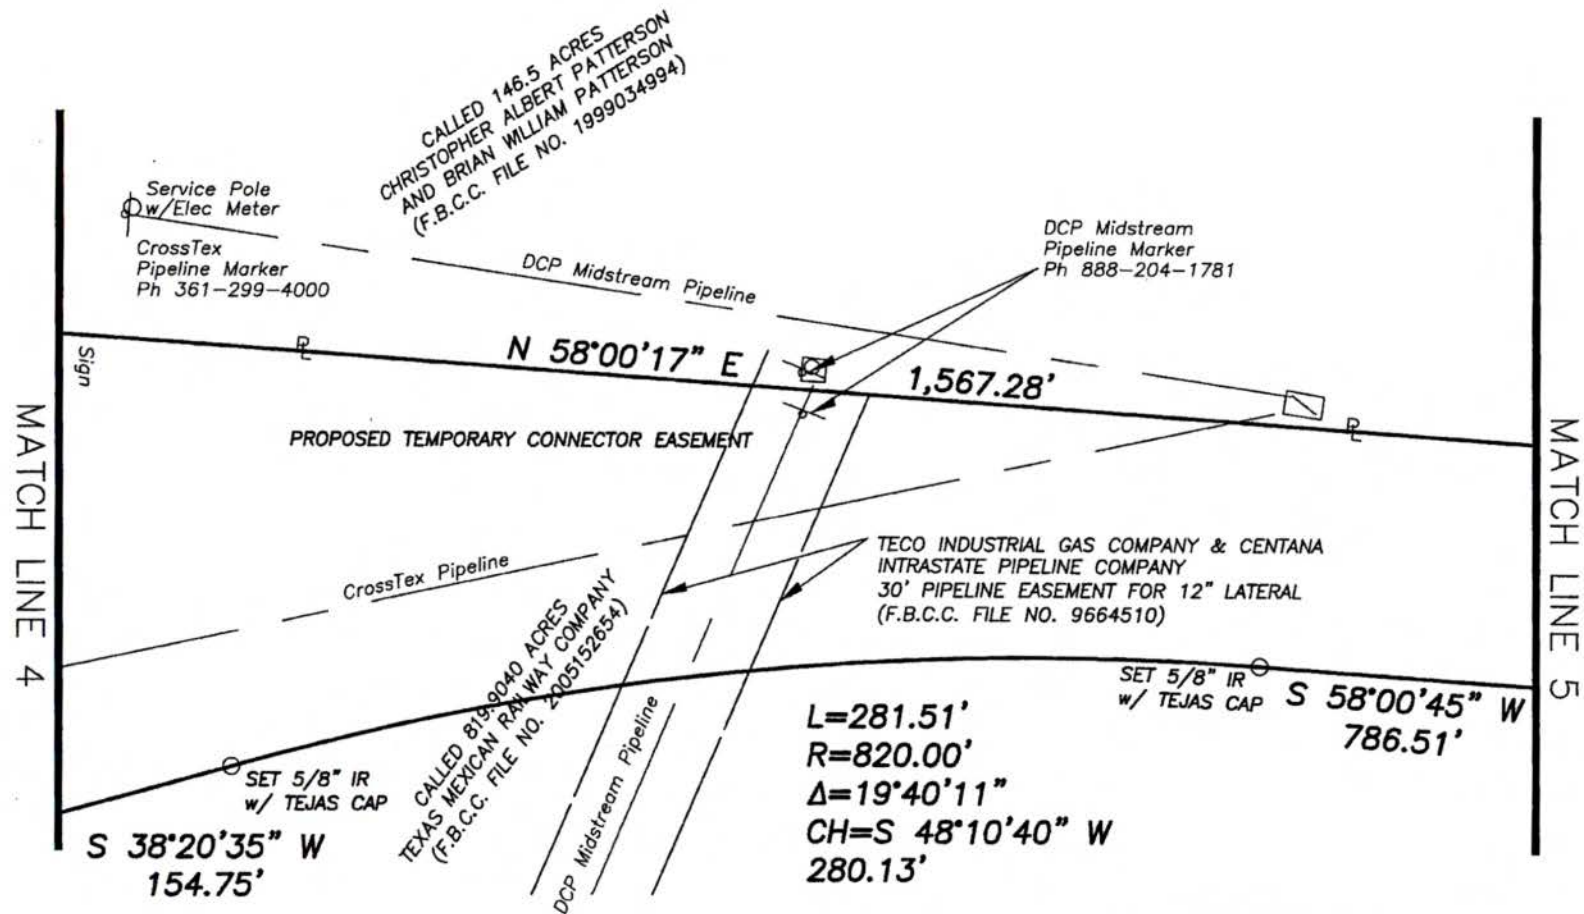 CALLED 146.5 ACRES
CHRISTOPHER ALBERT PATTERSON
AND BRIAN WILLIAM PATTERSON
(F.B.C.C. FILE NO. 1999034994)
Service Pole
w/Elec Meter
CrossTex
Pipeline Marker
Ph 361-299-4000
DCP Midstream
Pipeline Marker
Ph 888-204-1781
DCP Midstream Pipeline
Sign
PL
N 58°00'17" E
1,567.28'
PL
MATCH LINE 4
MATCH LINE 5
PROPOSED TEMPORARY CONNECTOR EASEMENT
CrossTex Pipeline
TECO INDUSTRIAL GAS COMPANY & CENTANA
INTRASTATE PIPELINE COMPANY
30' PIPELINE EASEMENT FOR 12" LATERAL
(F.B.C.C. FILE NO. 9664510)
CALLED 819.9040 ACRES
TEXAS MEXICAN RAILWAY COMPANY
(F.B.C.C. FILE NO. 2005152654)
DCP Midstream Pipeline
SET 5/8" IR
w/ TEJAS CAP
S 58°00'45" W
786.51'
L=281.51'
R=820.00'
Δ=19°40'11"
CH=S 48°10'40" W
280.13'
SET 5/8" IR
w/ TEJAS CAP
S 38°20'35" W
154.75'